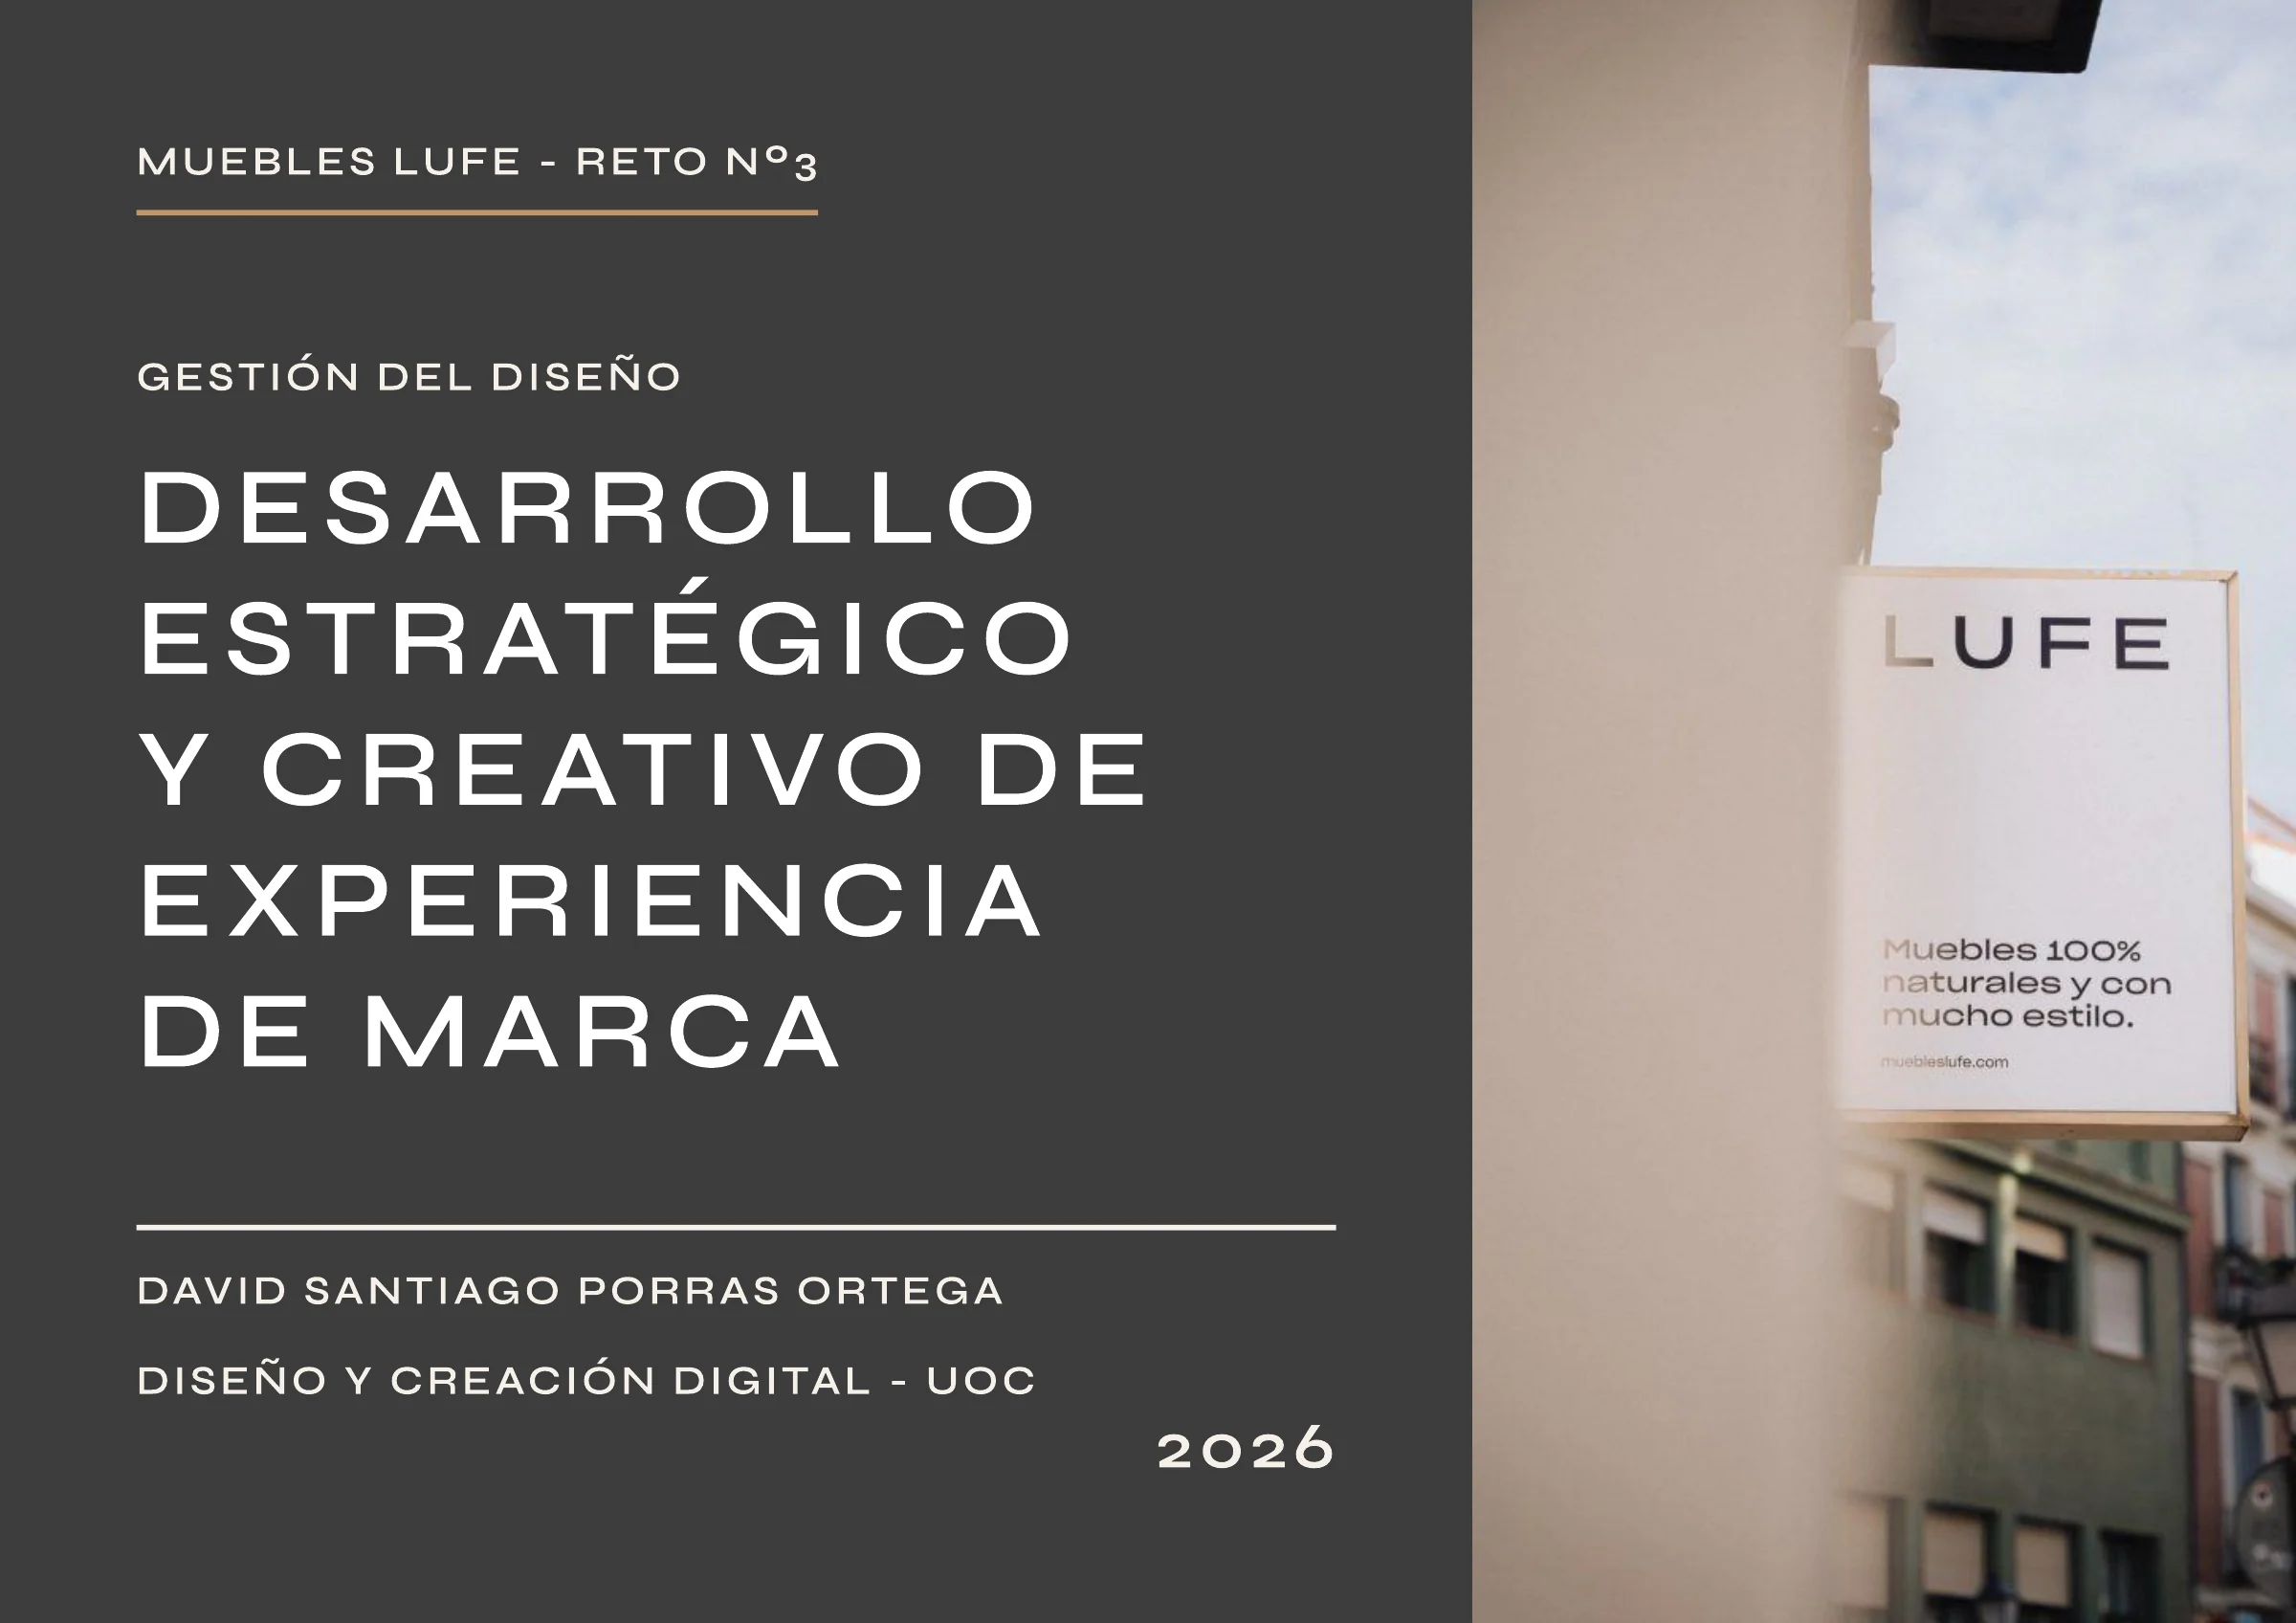 MUEBLES LUFE - RETO Nº3
GESTIÓN DEL DISEÑO
DESARROLLO
ESTRATÉGICO
Y CREATIVO DE
EXPERIENCIA
DE MARCA
DAVID SANTIAGO PORRAS ORTEGA
DISEÑO Y CREACIÓN DIGITAL - UOC
2026
LUFE
Muebles 100%
naturales y con
mucho estilo.
muebleslufe.com